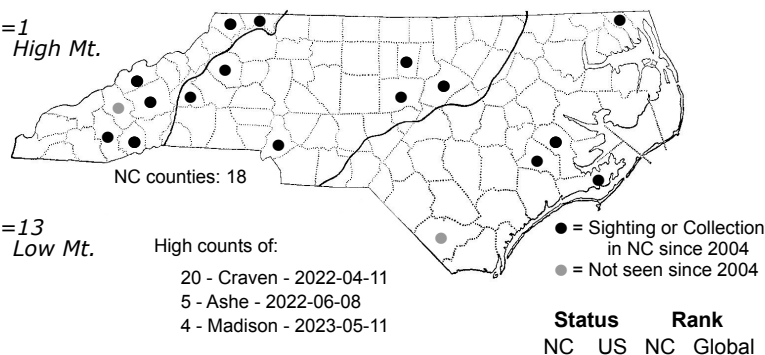 =1
High Mt.
NC counties: 18
=13
Low Mt.
High counts of:
20 - Craven - 2022-04-11
5 - Ashe - 2022-06-08
4 - Madison - 2023-05-11
● = Sighting or Collection
in NC since 2004
● = Not seen since 2004
Status Rank
NC US NC Global